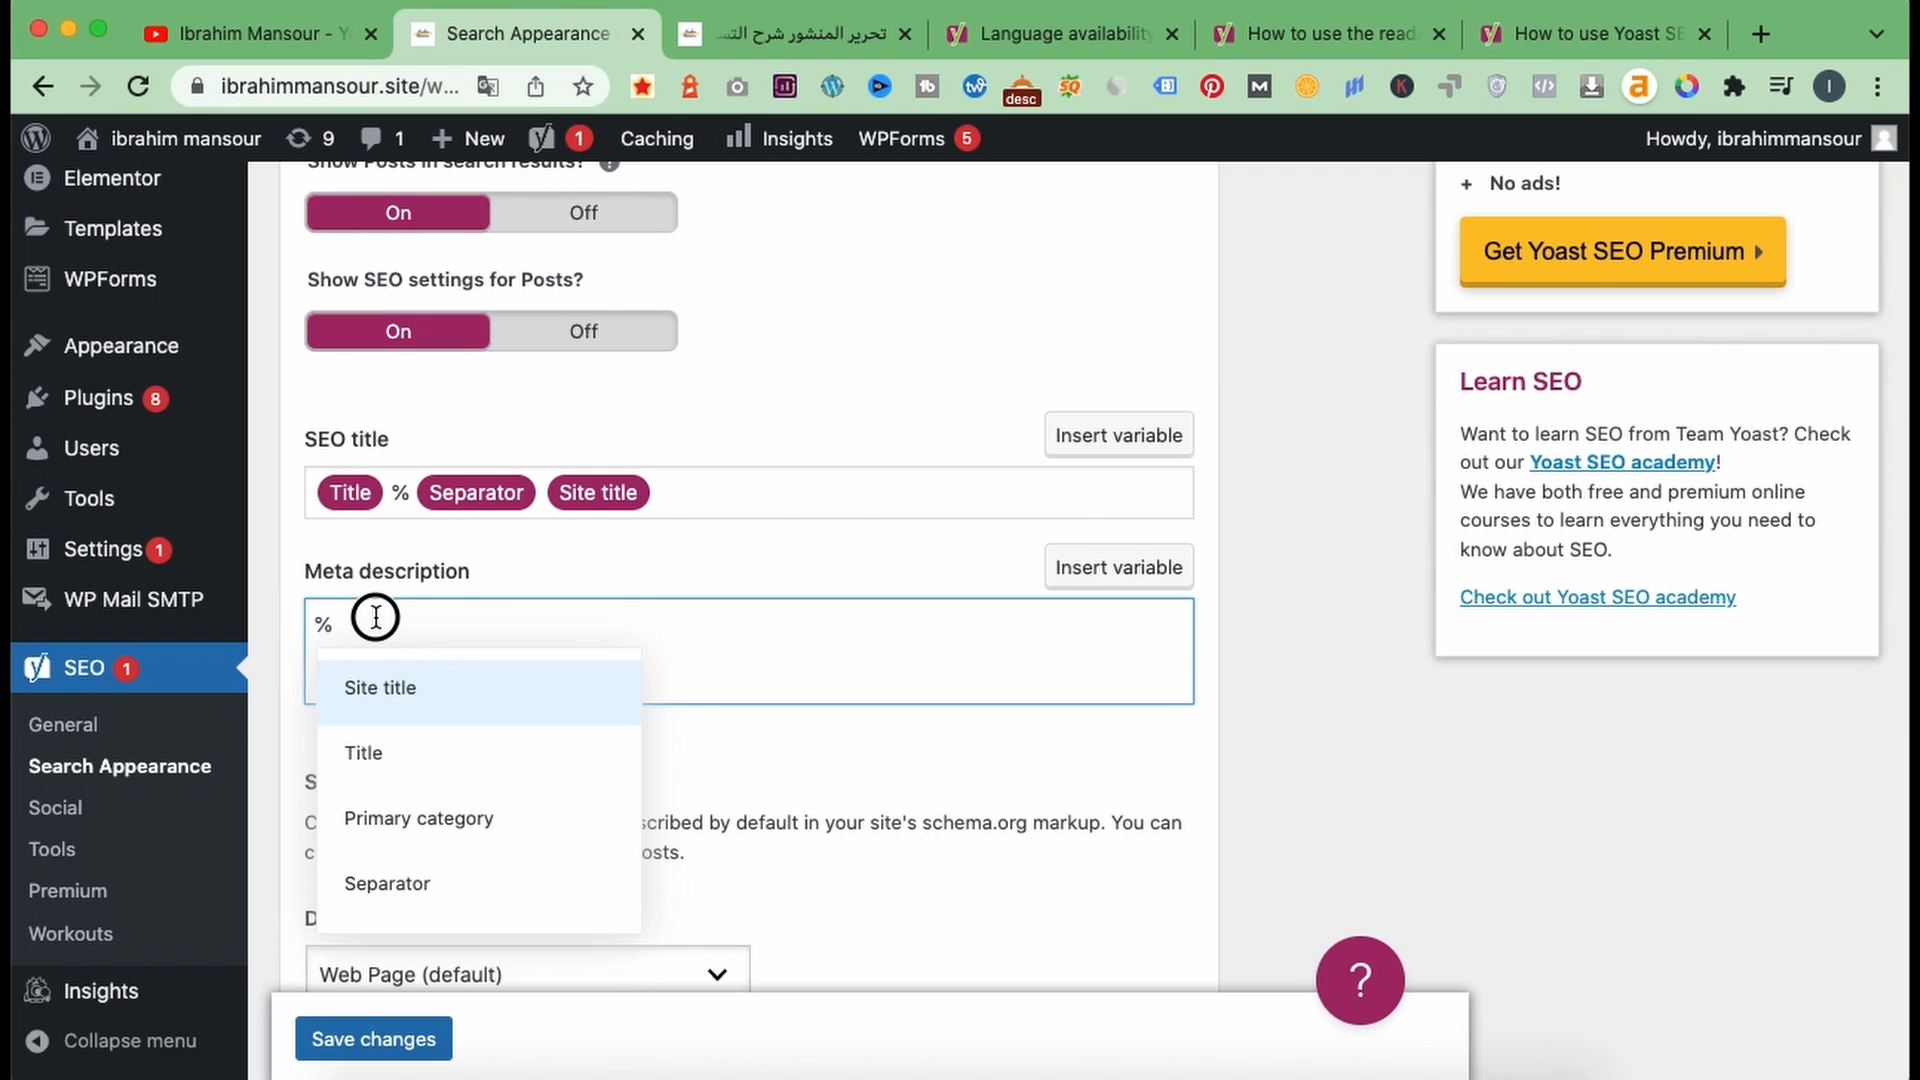 Ibrahim Mansour - Y
Search Appearance
تحرير المنشور شرح التس
Language availability
How to use the read
How to use Yoast SE
ibrahimmansour.site/w...
desc
ibrahim mansour
9
1
New
1
Caching
Insights
WPForms
5
Howdy, ibrahimmansour
Elementor
Templates
WPForms
Appearance
Plugins 8
Users
Tools
Settings 1
WP Mail SMTP
SEO 1
General
Search Appearance
Social
Tools
Premium
Workouts
Insights
Collapse menu
Show Posts in search results?
On
Off
Show SEO settings for Posts?
On
Off
SEO title
Insert variable
Title % Separator Site title
Meta description
Insert variable
%
Site title
Title
Primary category
Separator
scribed by default in your site's schema.org markup. You can
osts.
Web Page (default)
Save changes
?
+ No ads!
Get Yoast SEO Premium
Learn SEO
Want to learn SEO from Team Yoast? Check
out our Yoast SEO academy!
We have both free and premium online
courses to learn everything you need to
know about SEO.
Check out Yoast SEO academy